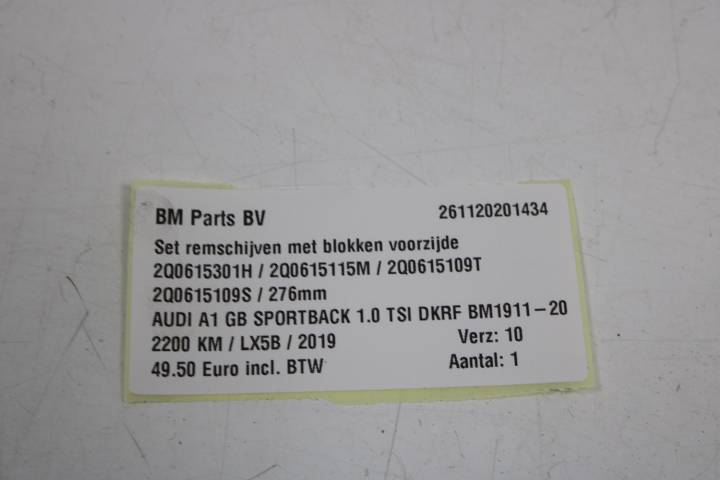 BM Parts BV 261120201434
Set remschijven met blokken voorzijde
2Q0615301H / 2Q0615115M / 2Q0615109T
2Q0615109S / 276mm
AUDI A1 GB SPORTBACK 1.0 TSI DKRF BM1911-20
2200 KM / LX5B / 2019 Verz: 10
49.50 Euro incl. BTW Aantal: 1